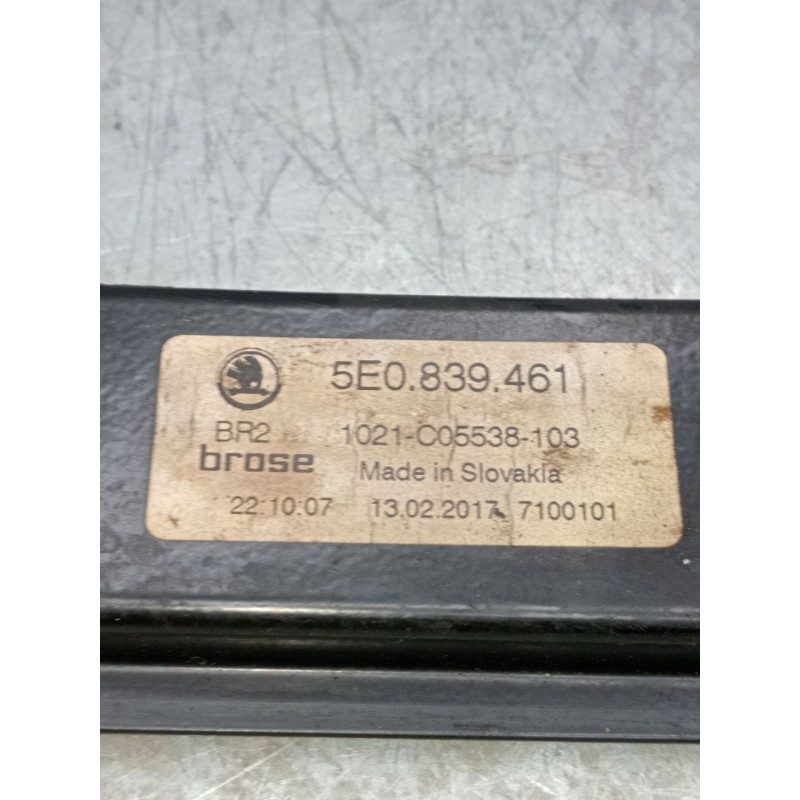 5E0.839.461
BR2 1021-C05538-103
brose Made in Slovakia
22:10:07 13.02.2017 7100101